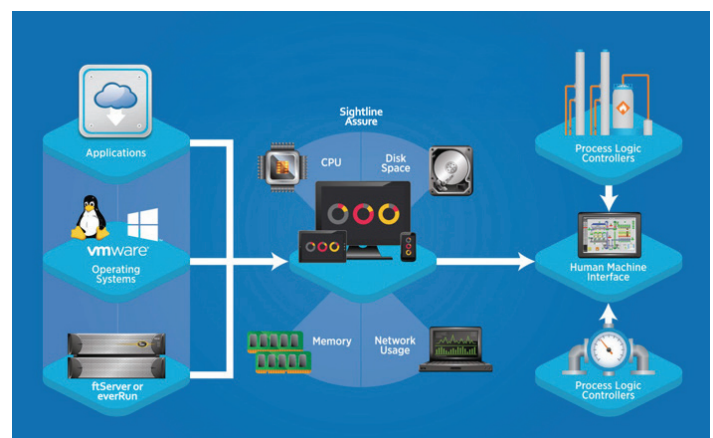 Applications
vmware
Operating
Systems
ftServer or
everRun
Sightline
Assure
CPU
Disk
Space
Memory
Network
Usage
Process Logic
Controllers
Human Machine
Interface
Process Logic
Controllers